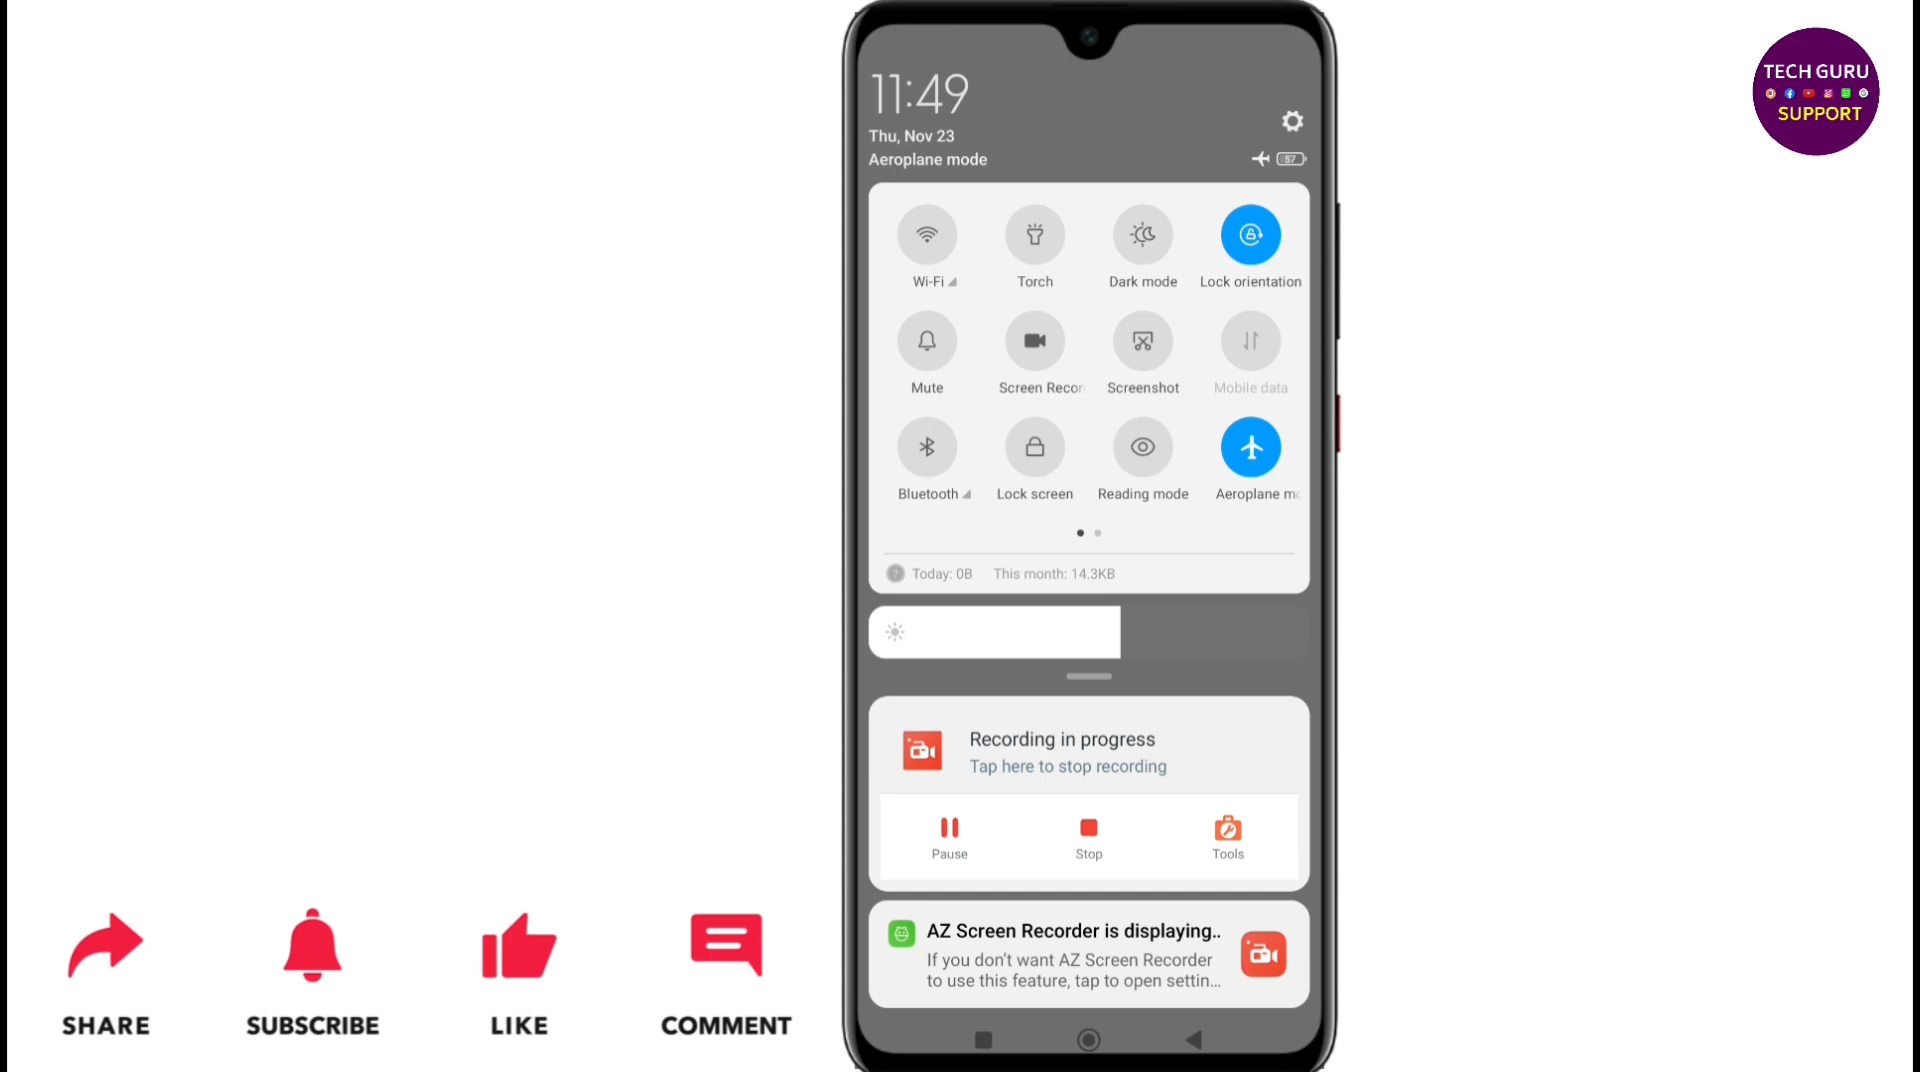 11:49
Thu, Nov 23
Aeroplane mode
57
Wi-Fi
Torch
Dark mode
Lock orientation
Mute
Screen Recor
Screenshot
Mobile data
Bluetooth
Lock screen
Reading mode
Aeroplane mo
Today: 0B This month: 14.3KB
Recording in progress
Tap here to stop recording
Pause
Stop
Tools
AZ Screen Recorder is displaying..
If you don't want AZ Screen Recorder
to use this feature, tap to open settin...
TECH GURU
SUPPORT
SHARE
SUBSCRIBE
LIKE
COMMENT